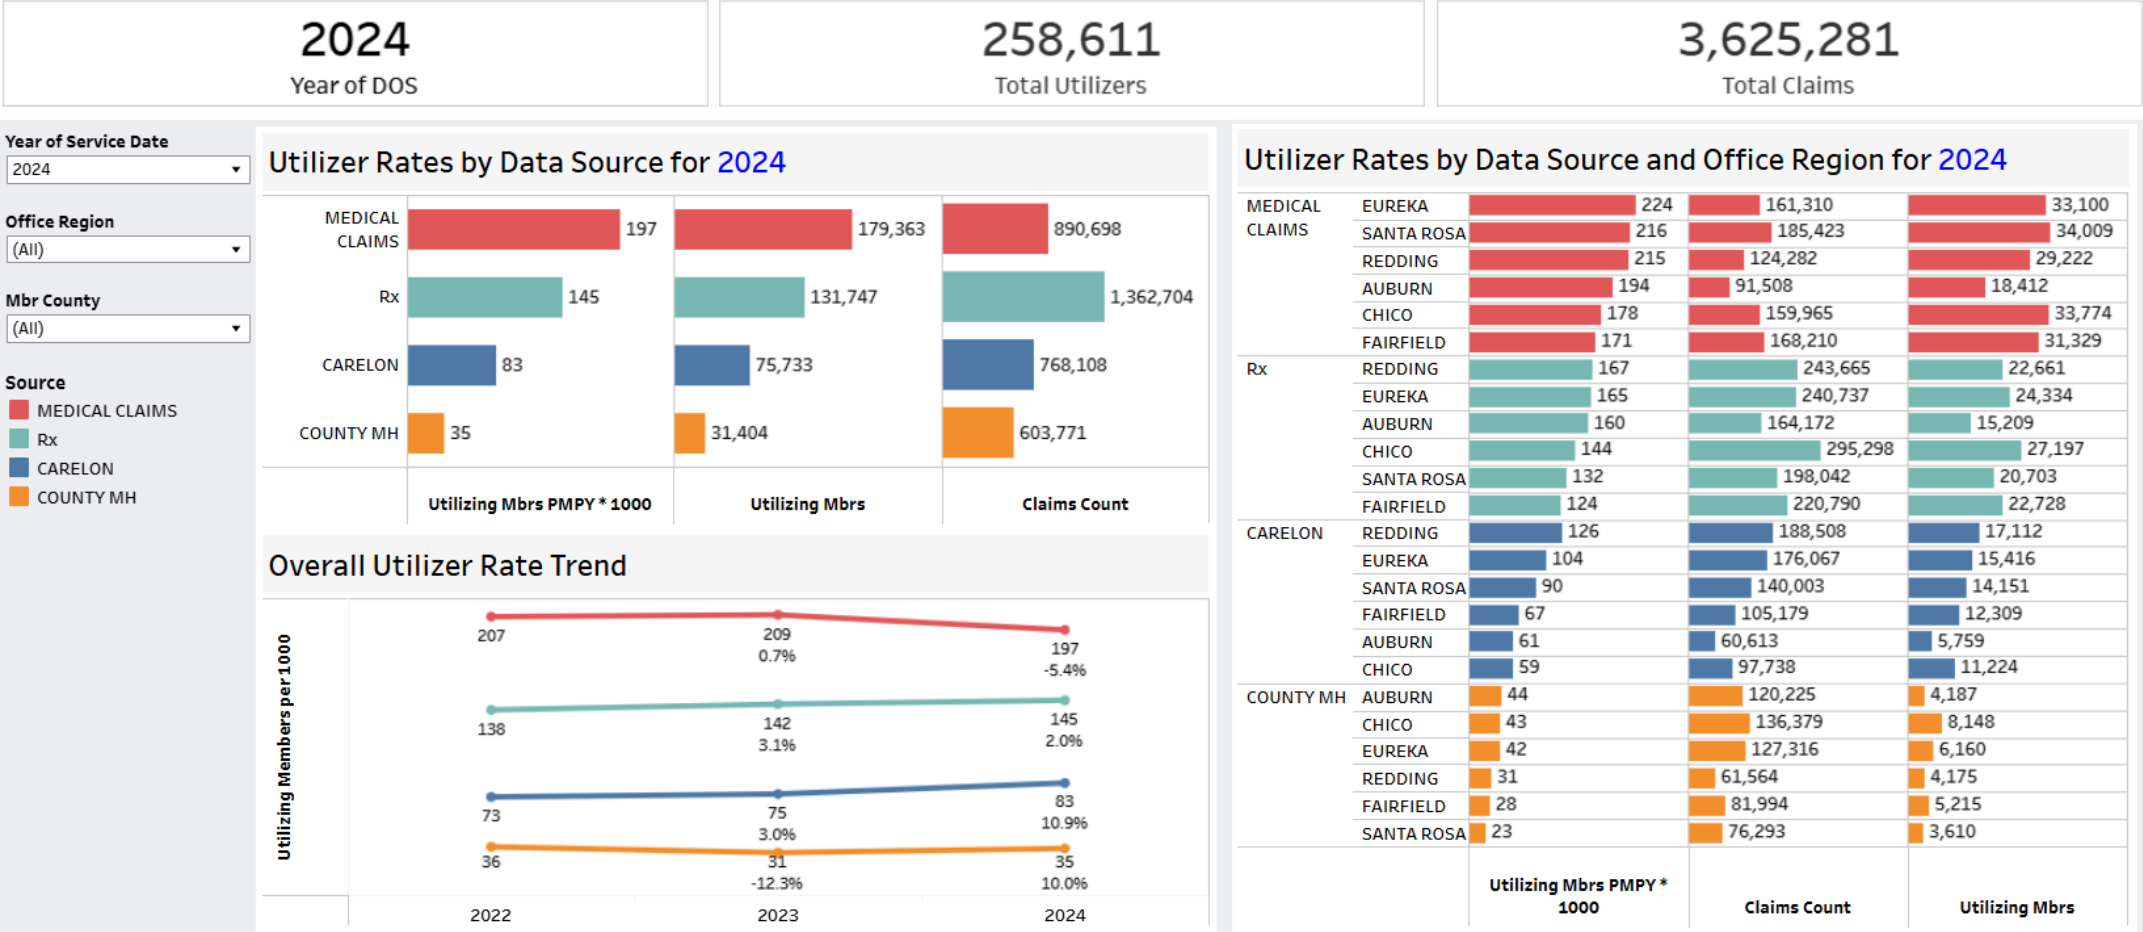 2024
Year of DOS
258,611
Total Utilizers
3,625,281
Total Claims
Year of Service Date
2024
Office Region
(All)
Mbr County
(All)
Source
MEDICAL CLAIMS
Rx
CARELON
COUNTY MH
Utilizer Rates by Data Source for 2024
MEDICAL
CLAIMS
197 179,363 890,698
Rx 145 131,747 1,362,704
CARELON 83 75,733 768,108
COUNTY MH 35 31,404 603,771
Utilizing Mbrs PMPY * 1000 Utilizing Mbrs Claims Count
Overall Utilizer Rate Trend
Utilizing Members per 1000
207
209
0.7%
197
-5.4%
138
142
3.1%
145
2.0%
73
75
3.0%
83
10.9%
36
31
-12.3%
35
10.0%
2022 2023 2024
Utilizer Rates by Data Source and Office Region for 2024
MEDICAL
CLAIMS
EUREKA 224 161,310 33,100
SANTA ROSA 216 185,423 34,009
REDDING 215 124,282 29,222
AUBURN 194 91,508 18,412
CHICO 178 159,965 33,774
FAIRFIELD 171 168,210 31,329
Rx
REDDING 167 243,665 22,661
EUREKA 165 240,737 24,334
AUBURN 160 164,172 15,209
CHICO 144 295,298 27,197
SANTA ROSA 132 198,042 20,703
FAIRFIELD 124 220,790 22,728
CARELON
REDDING 126 188,508 17,112
EUREKA 104 176,067 15,416
SANTA ROSA 90 140,003 14,151
FAIRFIELD 67 105,179 12,309
AUBURN 61 60,613 5,759
CHICO 59 97,738 11,224
COUNTY MH
AUBURN 44 120,225 4,187
CHICO 43 136,379 8,148
EUREKA 42 127,316 6,160
REDDING 31 61,564 4,175
FAIRFIELD 28 81,994 5,215
SANTA ROSA 23 76,293 3,610
Utilizing Mbrs PMPY *
1000
Claims Count
Utilizing Mbrs